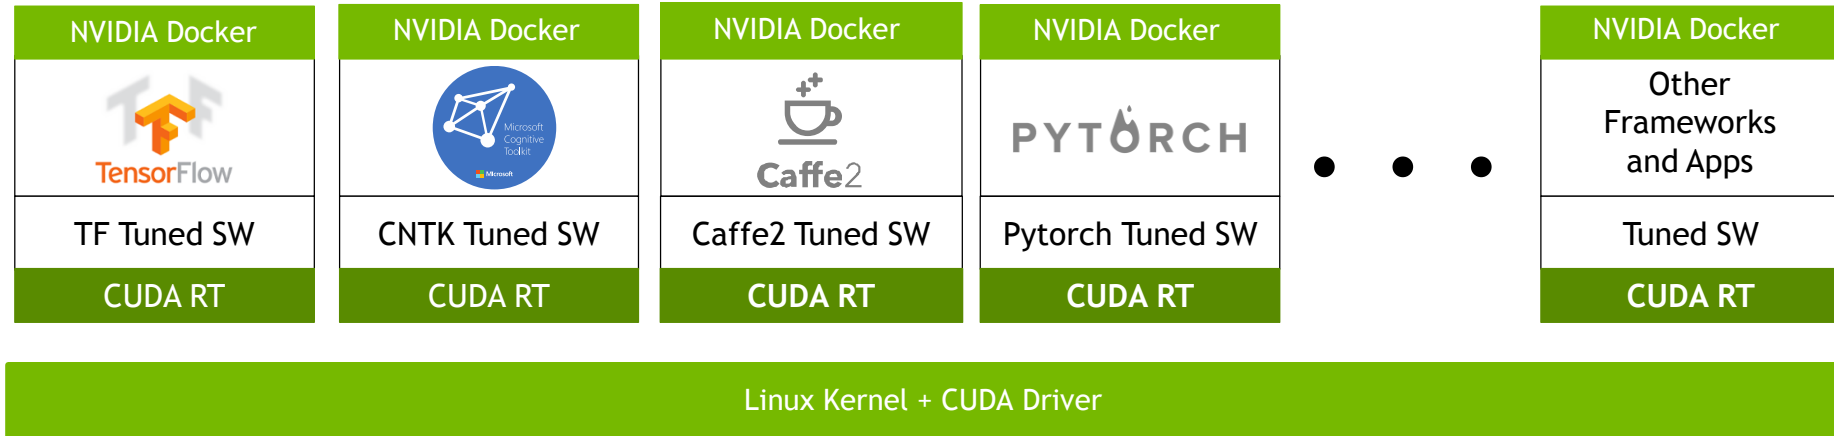 NVIDIA Docker
TensorFlow
TF Tuned SW
CUDA RT
NVIDIA Docker
Microsoft
Cognitive
Toolkit
Microsoft
CNTK Tuned SW
CUDA RT
NVIDIA Docker
Caffe2
Caffe2 Tuned SW
CUDA RT
NVIDIA Docker
PYTORCH
Pytorch Tuned SW
CUDA RT
NVIDIA Docker
Other
Frameworks
and Apps
Tuned SW
CUDA RT
Linux Kernel + CUDA Driver